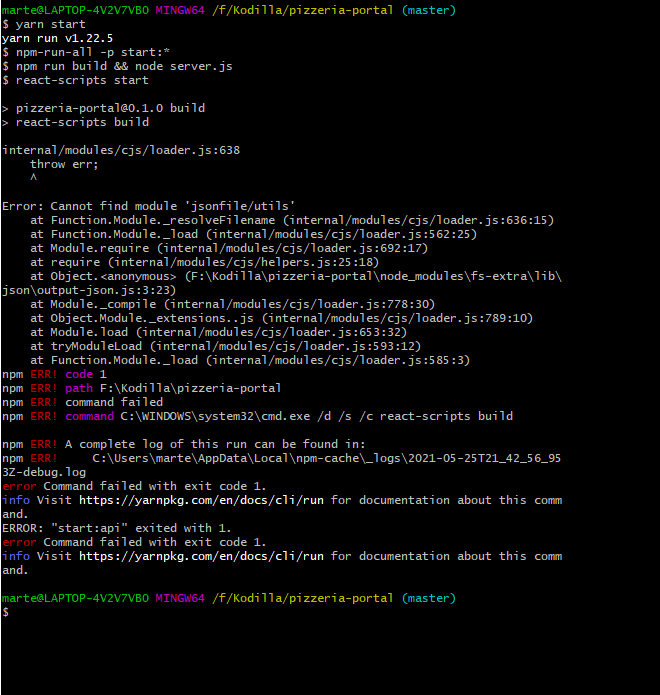 marte@LAPTOP-4V2V7VBO MINGW64 /f/Kodilla/pizzeria-portal (master)
$ yarn start
yarn run v1.22.5
$ npm-run-all -p start:*
$ npm run build && node server.js
$ react-scripts start

> pizzeria-portal@0.1.0 build
> react-scripts build

internal/modules/cjs/loader.js:638
    throw err;
    ^

Error: Cannot find module 'jsonfile/utils'
    at Function.Module._resolveFilename (internal/modules/cjs/loader.js:636:15)
    at Function.Module._load (internal/modules/cjs/loader.js:562:25)
    at Module.require (internal/modules/cjs/loader.js:692:17)
    at require (internal/modules/cjs/helpers.js:25:18)
    at Object.<anonymous> (F:\Kodilla\pizzeria-portal\node_modules\fs-extra\lib\
json\output-json.js:3:23)
    at Module._compile (internal/modules/cjs/loader.js:778:30)
    at Object.Module._extensions..js (internal/modules/cjs/loader.js:789:10)
    at Module.load (internal/modules/cjs/loader.js:653:32)
    at tryModuleLoad (internal/modules/cjs/loader.js:593:12)
    at Function.Module._load (internal/modules/cjs/loader.js:585:3)
npm ERR! code 1
npm ERR! path F:\Kodilla\pizzeria-portal
npm ERR! command failed
npm ERR! command C:\WINDOWS\system32\cmd.exe /d /s /c react-scripts build

npm ERR! A complete log of this run can be found in:
npm ERR!     C:\Users\marte\AppData\Local\npm-cache\_logs\2021-05-25T21_42_56_95
3Z-debug.log
error Command failed with exit code 1.
info Visit https://yarnpkg.com/en/docs/cli/run for documentation about this comm
and.
ERROR: "start:api" exited with 1.
error Command failed with exit code 1.
info Visit https://yarnpkg.com/en/docs/cli/run for documentation about this comm
and.

marte@LAPTOP-4V2V7VBO MINGW64 /f/Kodilla/pizzeria-portal (master)
$